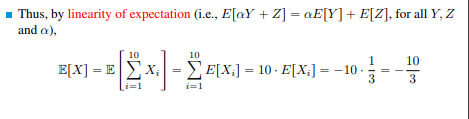 Thus, by linearity of expectation (i.e., E[αY + Z] = αE[Y] + E[Z], for all Y, Z
and α),
𝔼[X] = 𝔼[∑_{i=1}^{10} X_i] = ∑_{i=1}^{10} E[X_i] = 10 · E[X_i] = −10 · 1/3 = −10/3